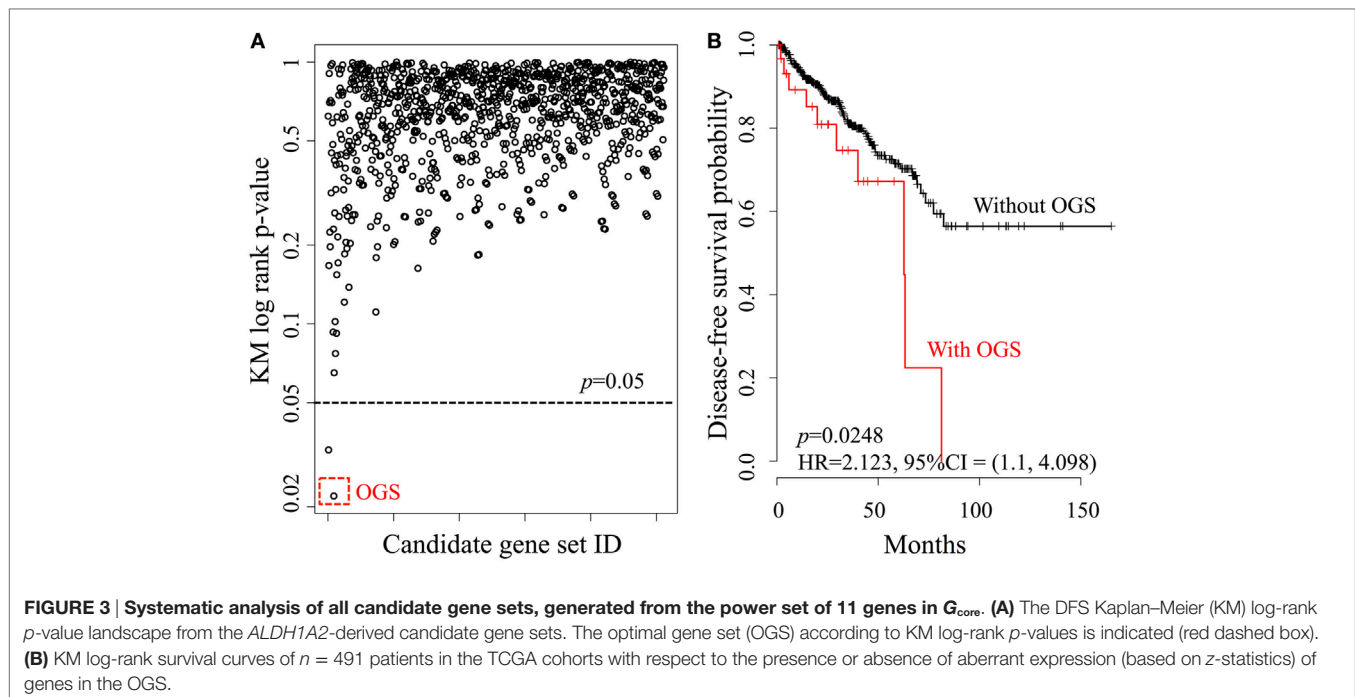 A
B
KM log rank p-value
1
0.5
0.2
0.1
0.05
0.02
p=0.05
OGS
Candidate gene set ID
Disease-free survival probability
1.0
0.8
0.6
0.4
0.2
0.0
Without OGS
With OGS
p=0.0248
HR=2.123, 95%CI = (1.1, 4.098)
0
50
100
150
Months
FIGURE 3 | Systematic analysis of all candidate gene sets, generated from the power set of 11 genes in Gcore. (A) The DFS Kaplan–Meier (KM) log-rank
p-value landscape from the ALDH1A2-derived candidate gene sets. The optimal gene set (OGS) according to KM log-rank p-values is indicated (red dashed box).
(B) KM log-rank survival curves of n = 491 patients in the TCGA cohorts with respect to the presence or absence of aberrant expression (based on z-statistics) of
genes in the OGS.